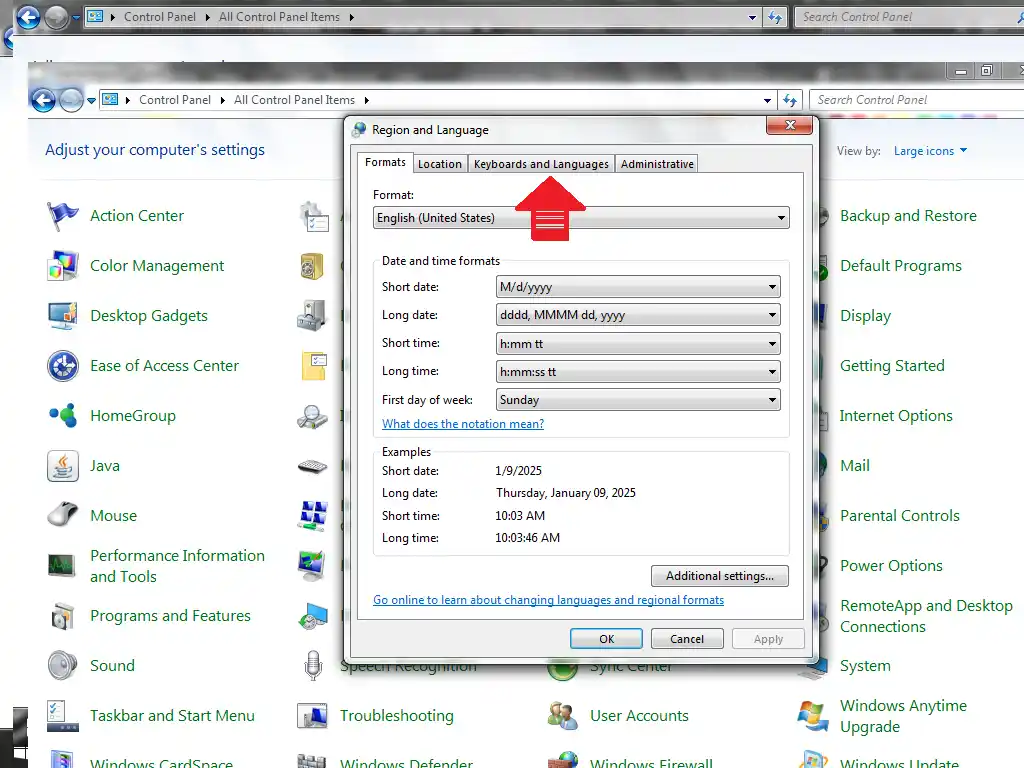 Control Panel
All Control Panel Items
Search Control Panel
Control Panel
All Control Panel Items
Search Control Panel
Adjust your computer's settings
View by:
Large icons
Action Center
Backup and Restore
Color Management
Default Programs
Desktop Gadgets
Display
Ease of Access Center
Getting Started
HomeGroup
Internet Options
Java
Mail
Mouse
Parental Controls
Performance Information
and Tools
Power Options
Programs and Features
RemoteApp and Desktop
Connections
Sound
Speech Recognition
Sync Center
System
Taskbar and Start Menu
Troubleshooting
User Accounts
Windows Anytime
Upgrade
Windows CardSpace
Windows Defender
Windows Firewall
Windows Update
Region and Language
Formats
Location
Keyboards and Languages
Administrative
Format:
English (United States)
Date and time formats
Short date:
M/d/yyyy
Long date:
dddd, MMMM dd, yyyy
Short time:
h:mm tt
Long time:
h:mm:ss tt
First day of week:
Sunday
What does the notation mean?
Examples
Short date:
1/9/2025
Long date:
Thursday, January 09, 2025
Short time:
10:03 AM
Long time:
10:03:46 AM
Additional settings...
Go online to learn about changing languages and regional formats
OK
Cancel
Apply